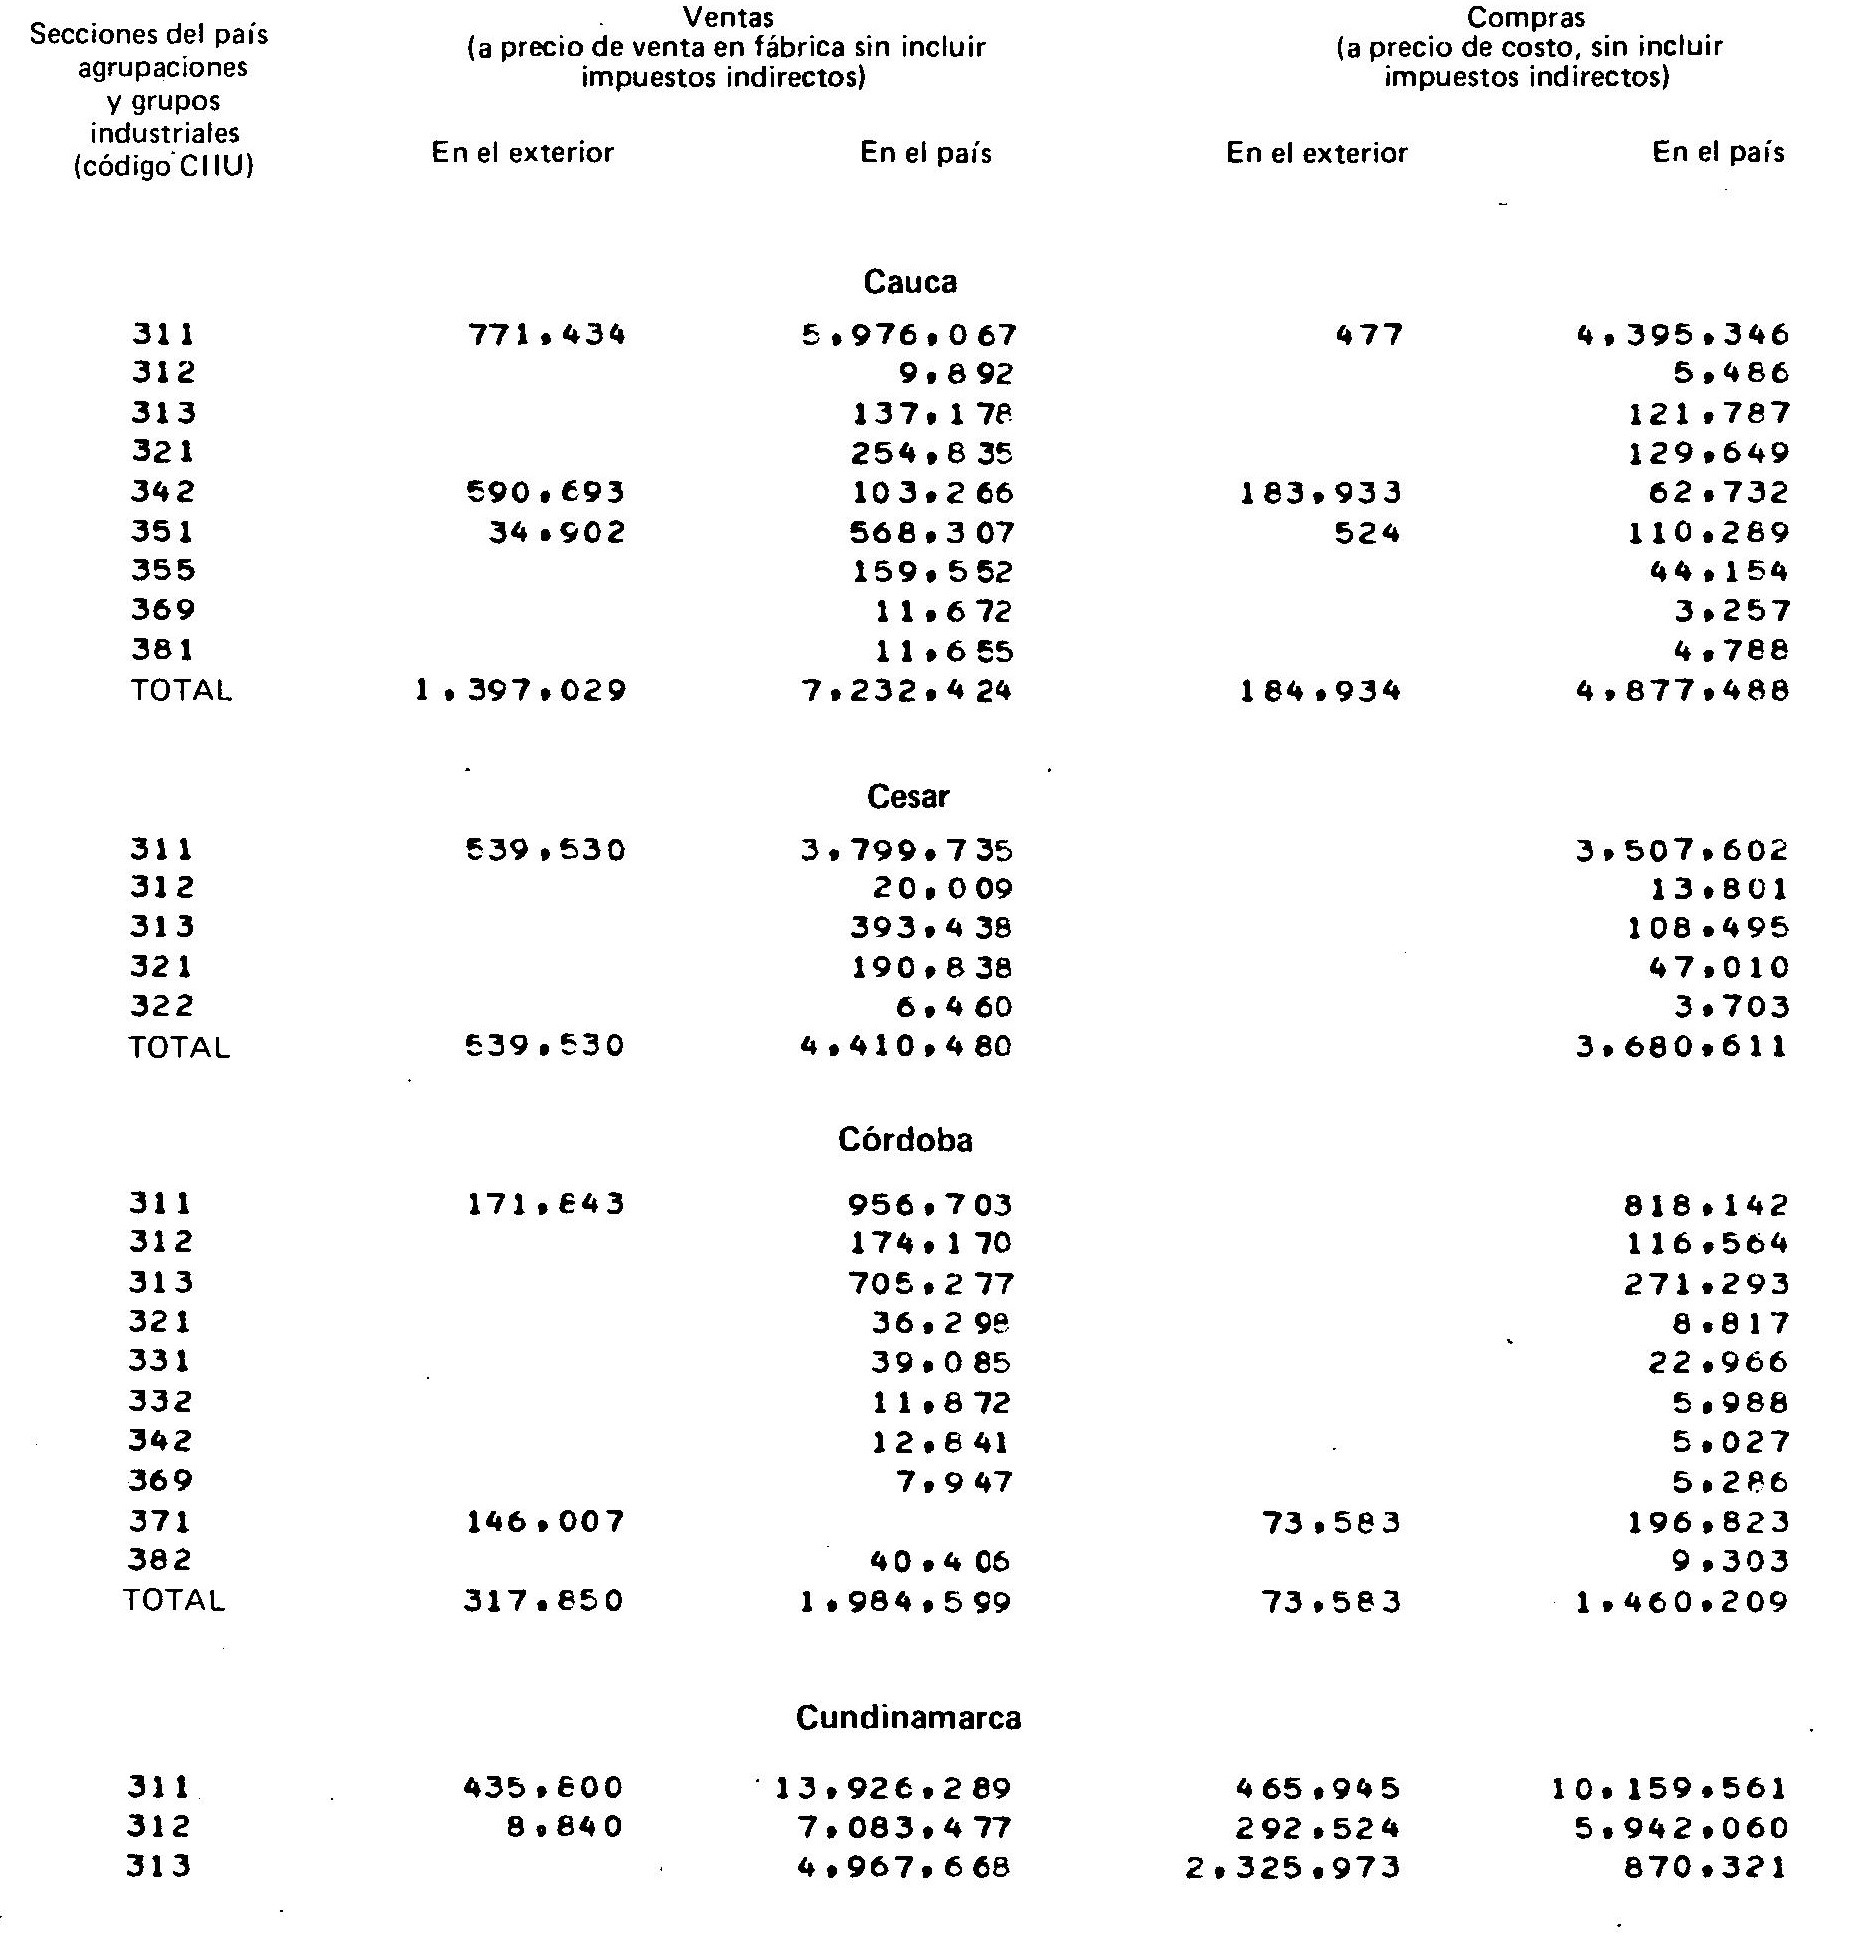 Secciones del país
agrupaciones
y grupos
industriales
(código CIIU)
Ventas
(a precio de venta en fábrica sin incluir
impuestos indirectos)
Compras
(a precio de costo, sin incluir
impuestos indirectos)
En el exterior En el país En el exterior En el país
Cauca
311 771.434 5.976.067 477 4.395.346
312 9.892 5.486
313 137.178 121.787
321 254.835 129.649
342 590.693 103.266 183.933 62.732
351 34.902 568.307 524 110.289
355 159.552 44.154
369 11.672 3.257
381 11.655 4.788
TOTAL 1.397.029 7.232.424 184.934 4.877.488
Cesar
311 539.530 3.799.735 3.507.602
312 20.009 13.801
313 393.438 108.495
321 190.838 47.010
322 6.460 3.703
TOTAL 539.530 4.410.480 3.680.611
Córdoba
311 171.843 956.703 818.142
312 174.170 116.564
313 705.277 271.293
321 36.298 8.817
331 39.085 22.966
332 11.872 5.988
342 12.841 5.027
369 7.947 5.286
371 146.007 73.583 196.823
382 40.406 9.303
TOTAL 317.850 1.984.599 73.583 1.460.209
Cundinamarca
311 435.800 13.926.289 465.945 10.159.561
312 8.840 7.083.477 292.524 5.942.060
313 4.967.668 2.325.973 870.321